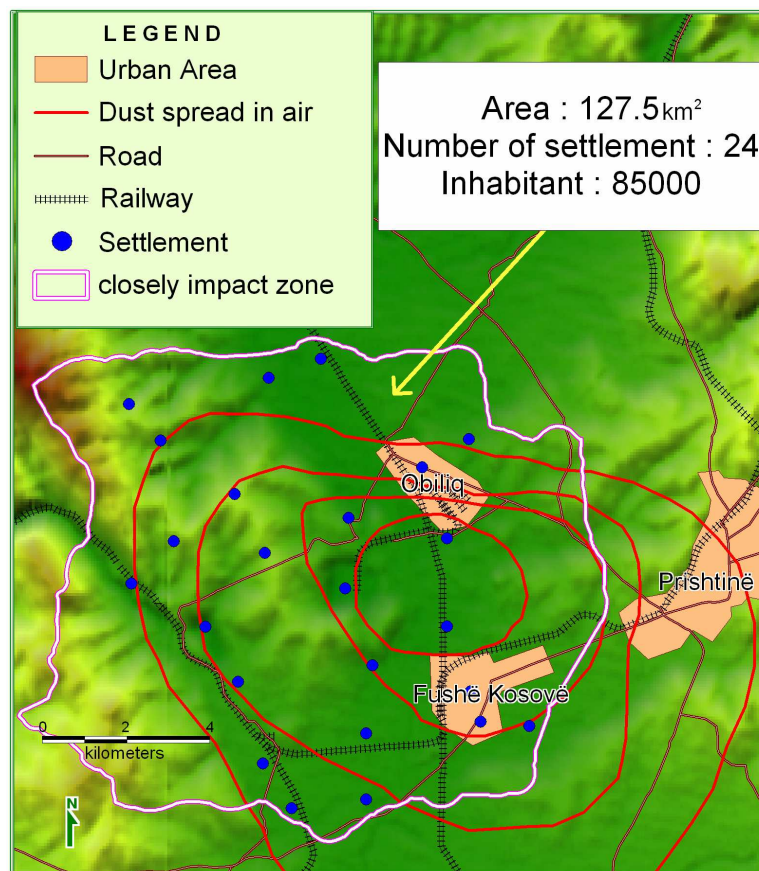 LEGEND
Urban Area
Dust spread in air
Road
Railway
Settlement
closely impact zone
Area : 127.5km²
Number of settlement : 24
Inhabitant : 85000
Obiliq
Prishtinë
Fushë Kosovë
0 2 4
kilometers
N